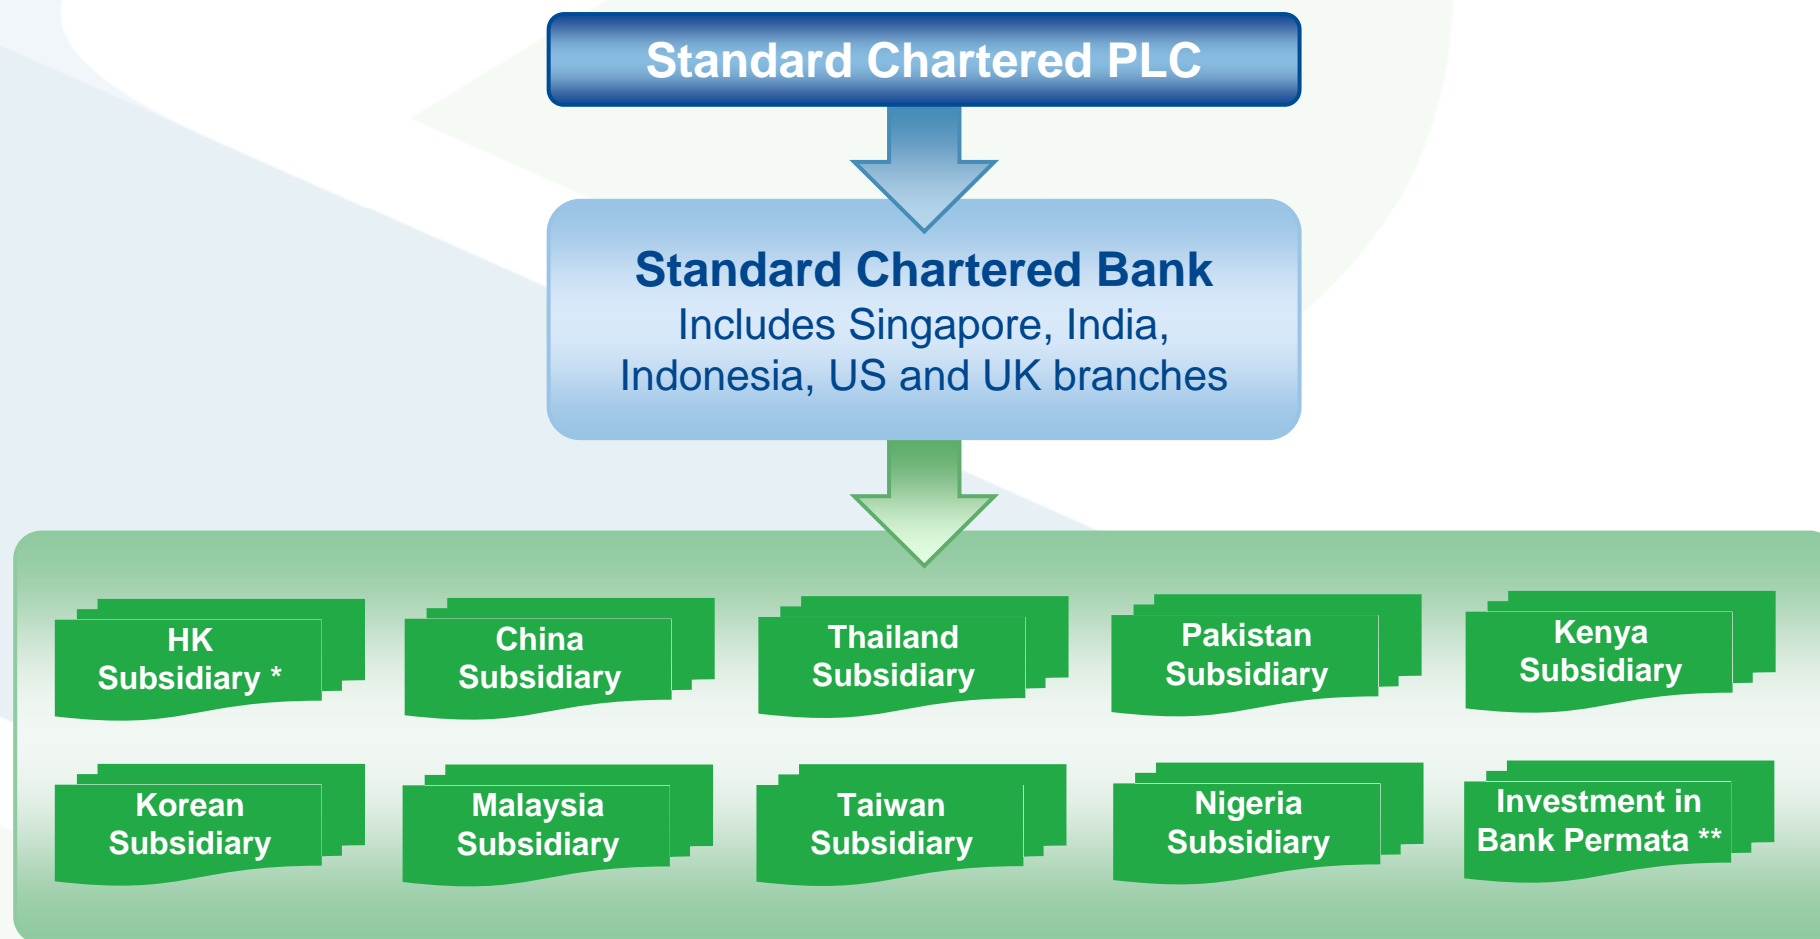 Standard Chartered PLC
Standard Chartered Bank
Includes Singapore, India,
Indonesia, US and UK branches
HK
Subsidiary *
China
Subsidiary
Thailand
Subsidiary
Pakistan
Subsidiary
Kenya
Subsidiary
Korean
Subsidiary
Malaysia
Subsidiary
Taiwan
Subsidiary
Nigeria
Subsidiary
Investment in
Bank Permata **